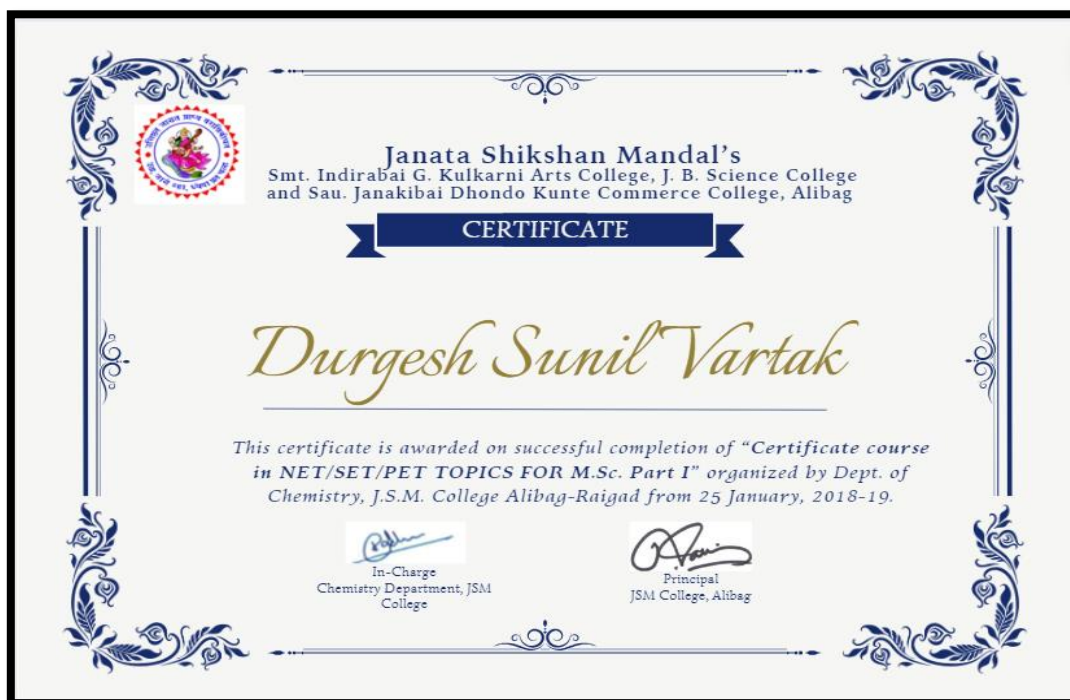 Janata Shikshan Mandal's
Smt. Indirabai G. Kulkarni Arts College, J. B. Science College
and Sau. Janakibai Dhondo Kunte Commerce College, Alibag
CERTIFICATE
Durgesh Sunil Vartak
This certificate is awarded on successful completion of "Certificate course
in NET/SET/PET TOPICS FOR M.Sc. Part I" organized by Dept. of
Chemistry, J.S.M. College Alibag-Raigad from 25 January, 2018-19.
In-Charge
Chemistry Department, JSM
College
Principal
JSM College, Alibag